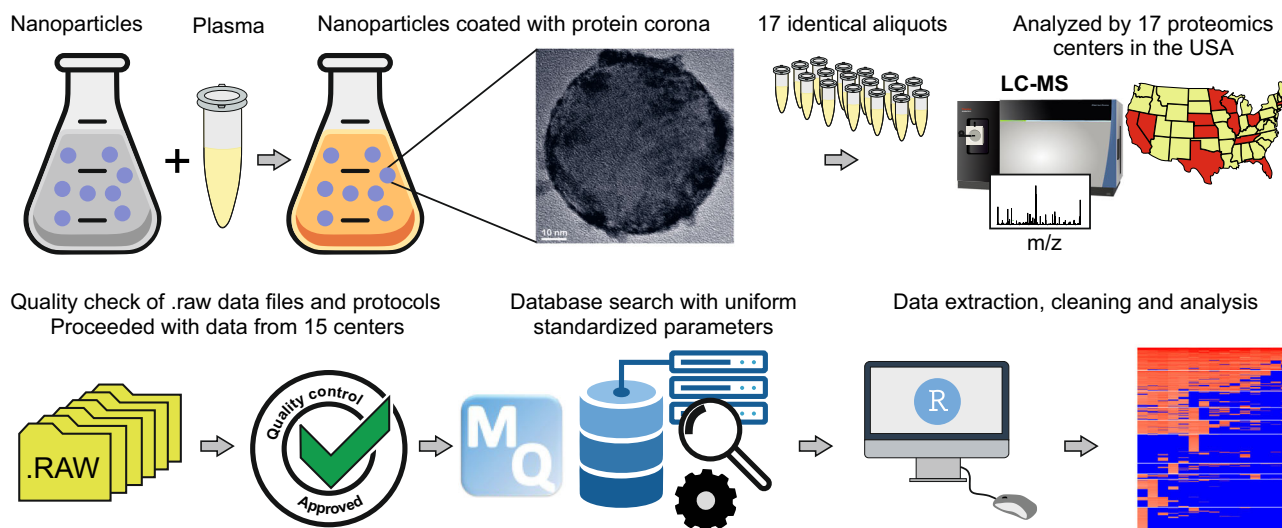 Nanoparticles
Plasma
Nanoparticles coated with protein corona
17 identical aliquots
Analyzed by 17 proteomics
centers in the USA
LC-MS
10 nm
m/z
Quality check of .raw data files and protocols
Proceeded with data from 15 centers
Database search with uniform
standardized parameters
Data extraction, cleaning and analysis
.RAW
Quality control
Approved
M
Q
R